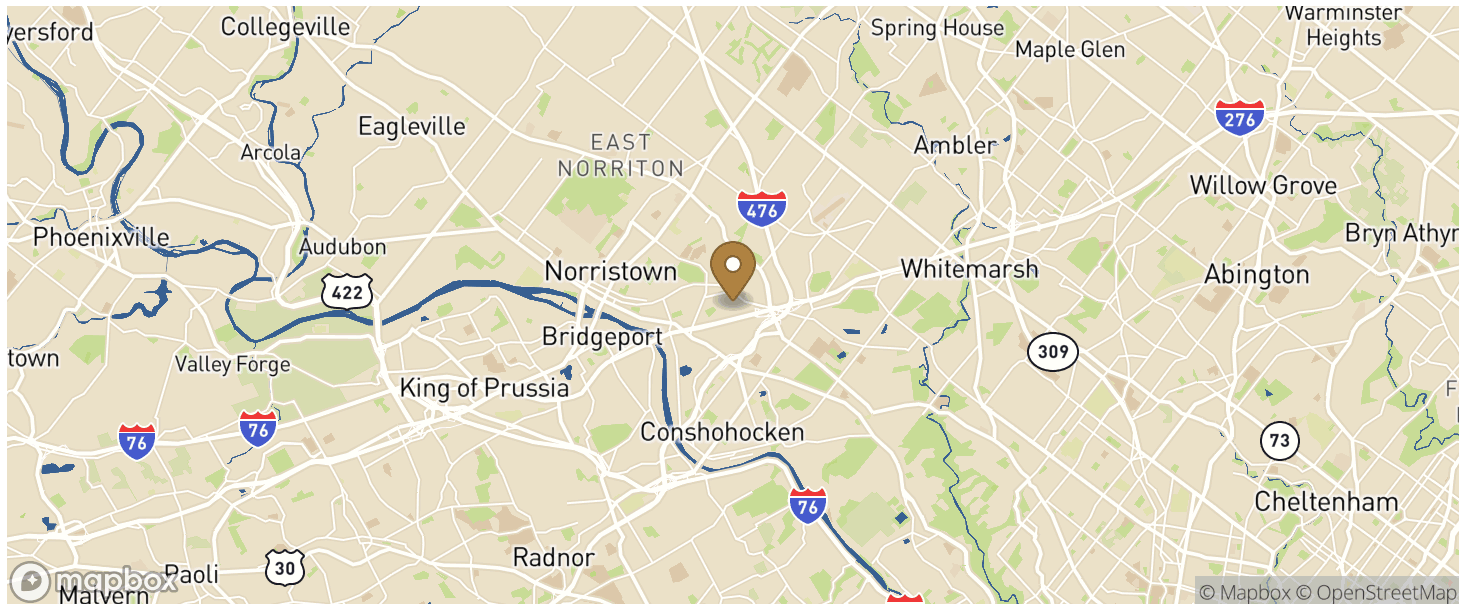 Warminster
Heights
Collegeville
Spring House
yersford
Maple Glen
276
Eagleville
EAST
NORRITON
Ambler
Arcola
Willow Grove
476
Bryn Athyn
Phoenixville
Audubon
Norristown
Whitemarsh
Abington
422
Bridgeport
309
town
Valley Forge
King of Prussia
F
76
76
Conshohocken
73
76
Cheltenham
Radnor
30
Paoli
mapbox
Malvern
© Mapbox © OpenStreetMap